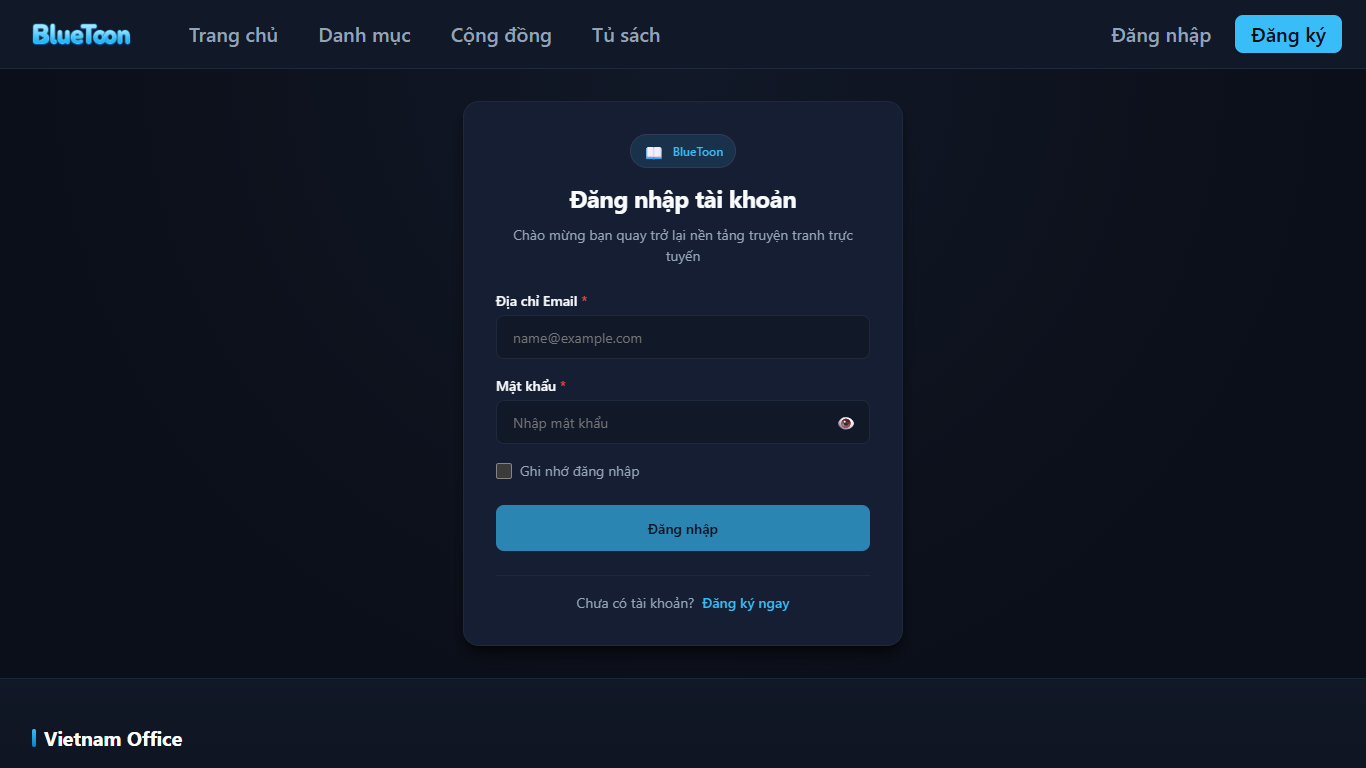 BlueToon
Trang chủ
Danh mục
Cộng đồng
Tủ sách
Đăng nhập
Đăng ký
BlueToon
Đăng nhập tài khoản
Chào mừng bạn quay trở lại nền tảng truyện tranh trực
tuyến
Địa chỉ Email *
name@example.com
Mật khẩu *
Nhập mật khẩu
Ghi nhớ đăng nhập
Đăng nhập
Chưa có tài khoản? Đăng ký ngay
Vietnam Office